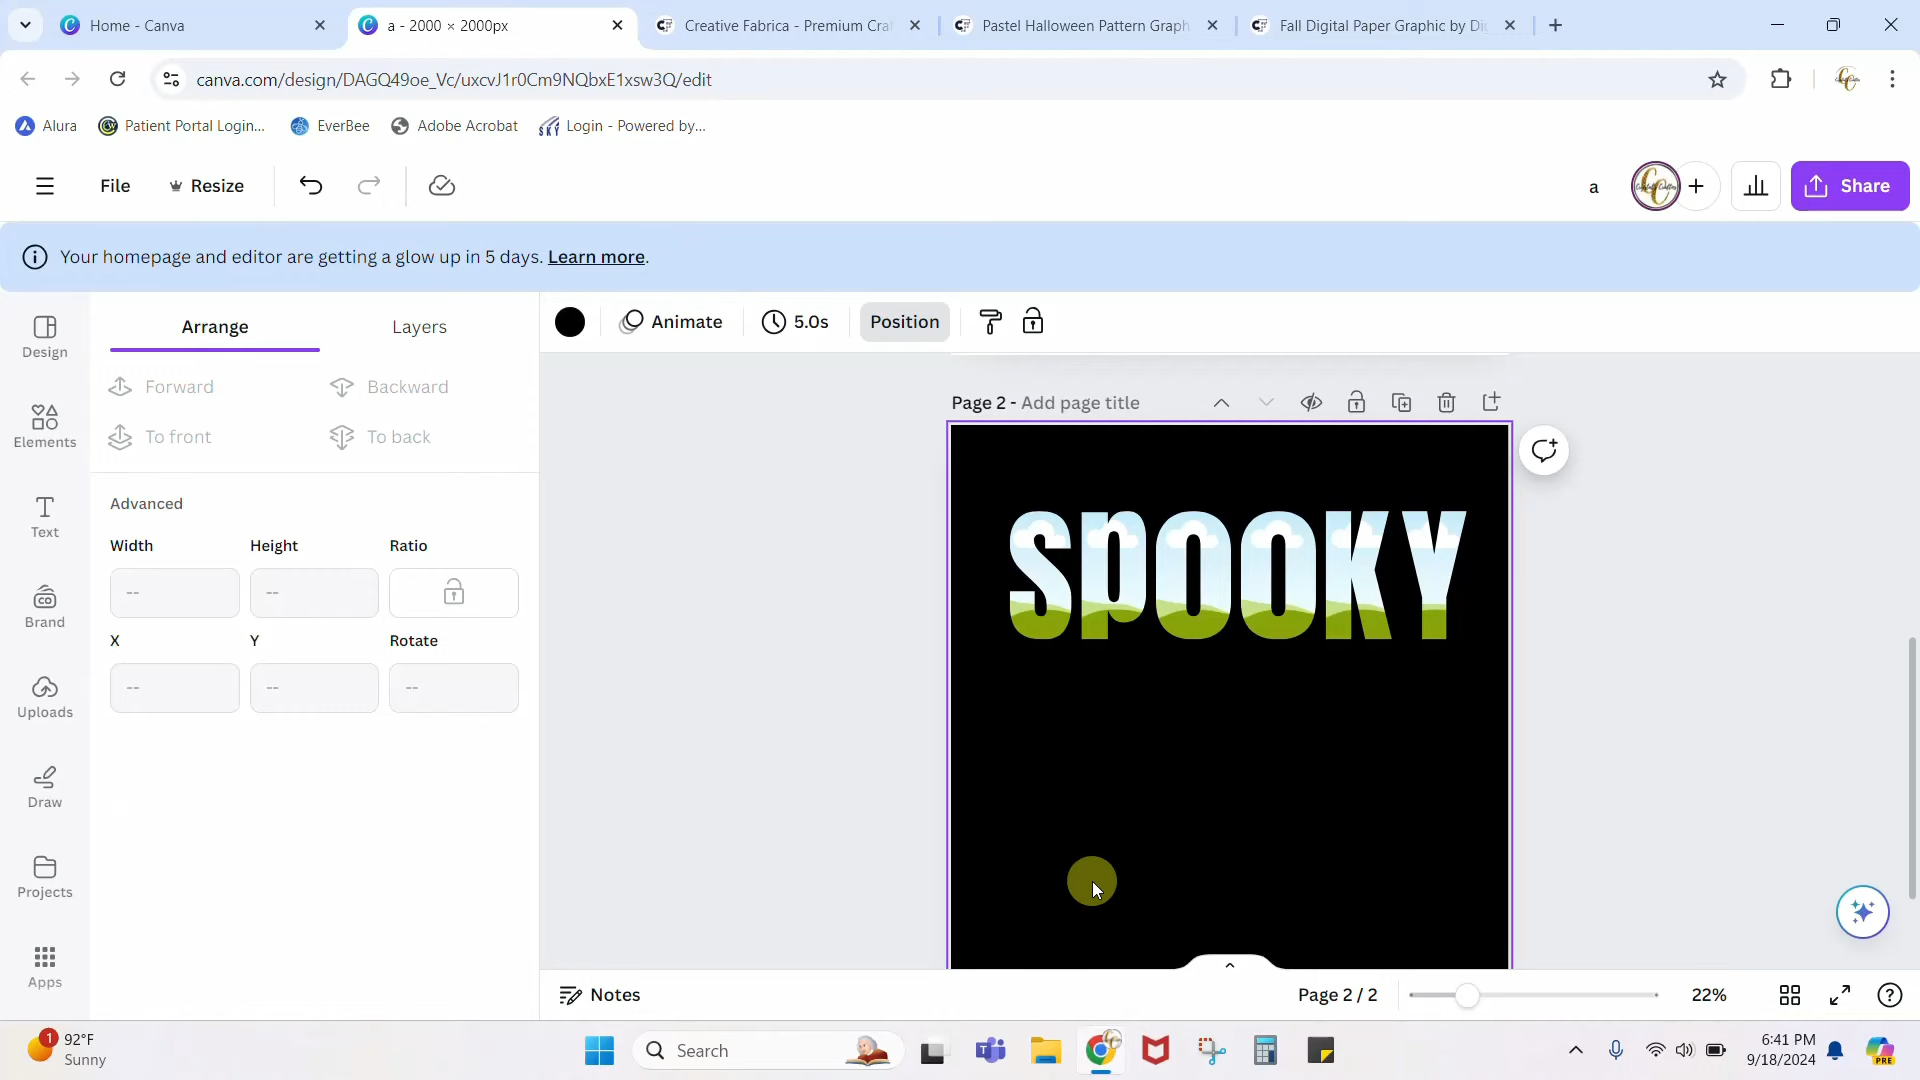 Home - Canva
a - 2000 × 2000px
Creative Fabrica - Premium Cra
Pastel Halloween Pattern Graph
Fall Digital Paper Graphic by Di
canva.com/design/DAGQ49oe_Vc/uxcvJ1r0Cm9NQbxE1xsw3Q/edit
Alura
Patient Portal Login...
EverBee
Adobe Acrobat
Login - Powered by...
File
Resize
a
Share
Your homepage and editor are getting a glow up in 5 days. Learn more.
Design
Elements
Text
Brand
Uploads
Draw
Projects
Apps
Arrange
Layers
Forward
Backward
To front
To back
Advanced
Width
Height
Ratio
--
--
X
Y
Rotate
--
--
--
Animate
5.0s
Position
Page 2 - Add page title
SPOOKY
Notes
Page 2 / 2
22%
1
92°F
Sunny
Search
6:41 PM
9/18/2024
PRE